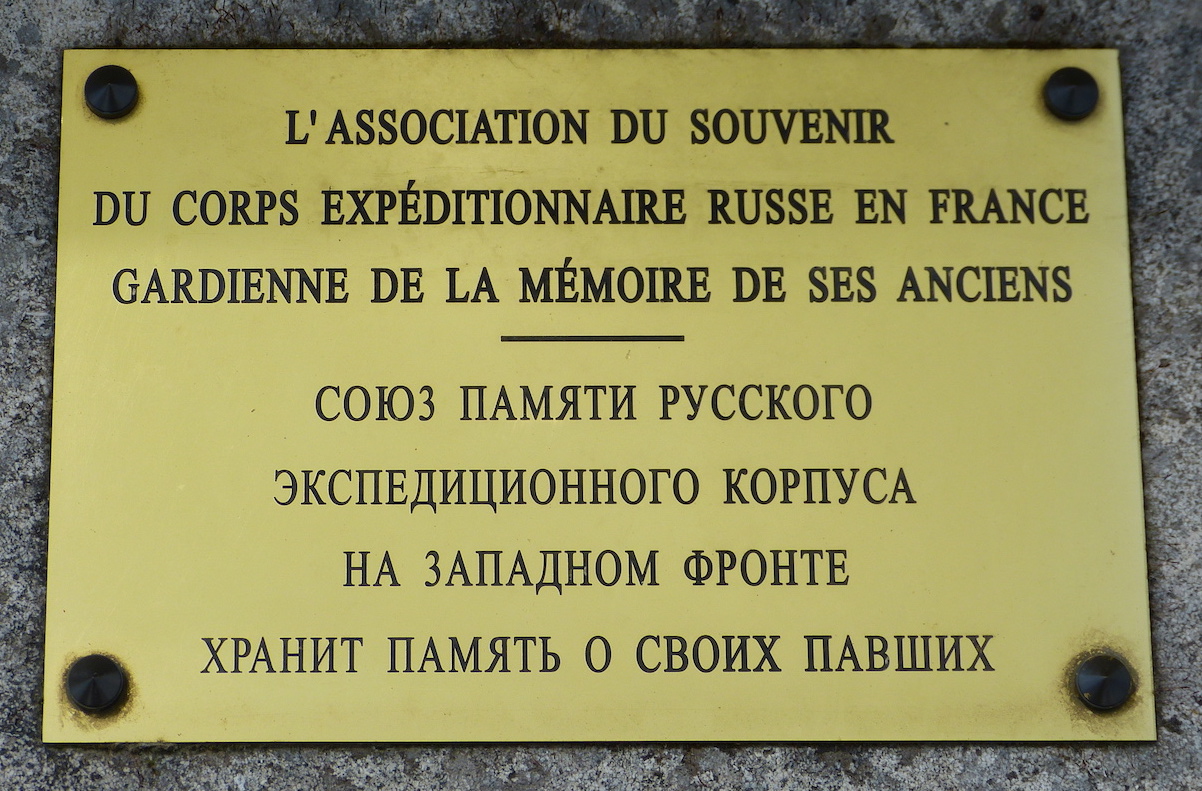 L'ASSOCIATION DU SOUVENIR
DU CORPS EXPÉDITIONNAIRE RUSSE EN FRANCE
GARDIENNE DE LA MÉMOIRE DE SES ANCIENS
СОЮЗ ПАМЯТИ РУССКОГО
ЭКСПЕДИЦИОННОГО КОРПУСА
НА ЗАПАДНОМ ФРОНТЕ
ХРАНИТ ПАМЯТЬ О СВОИХ ПАВШИХ